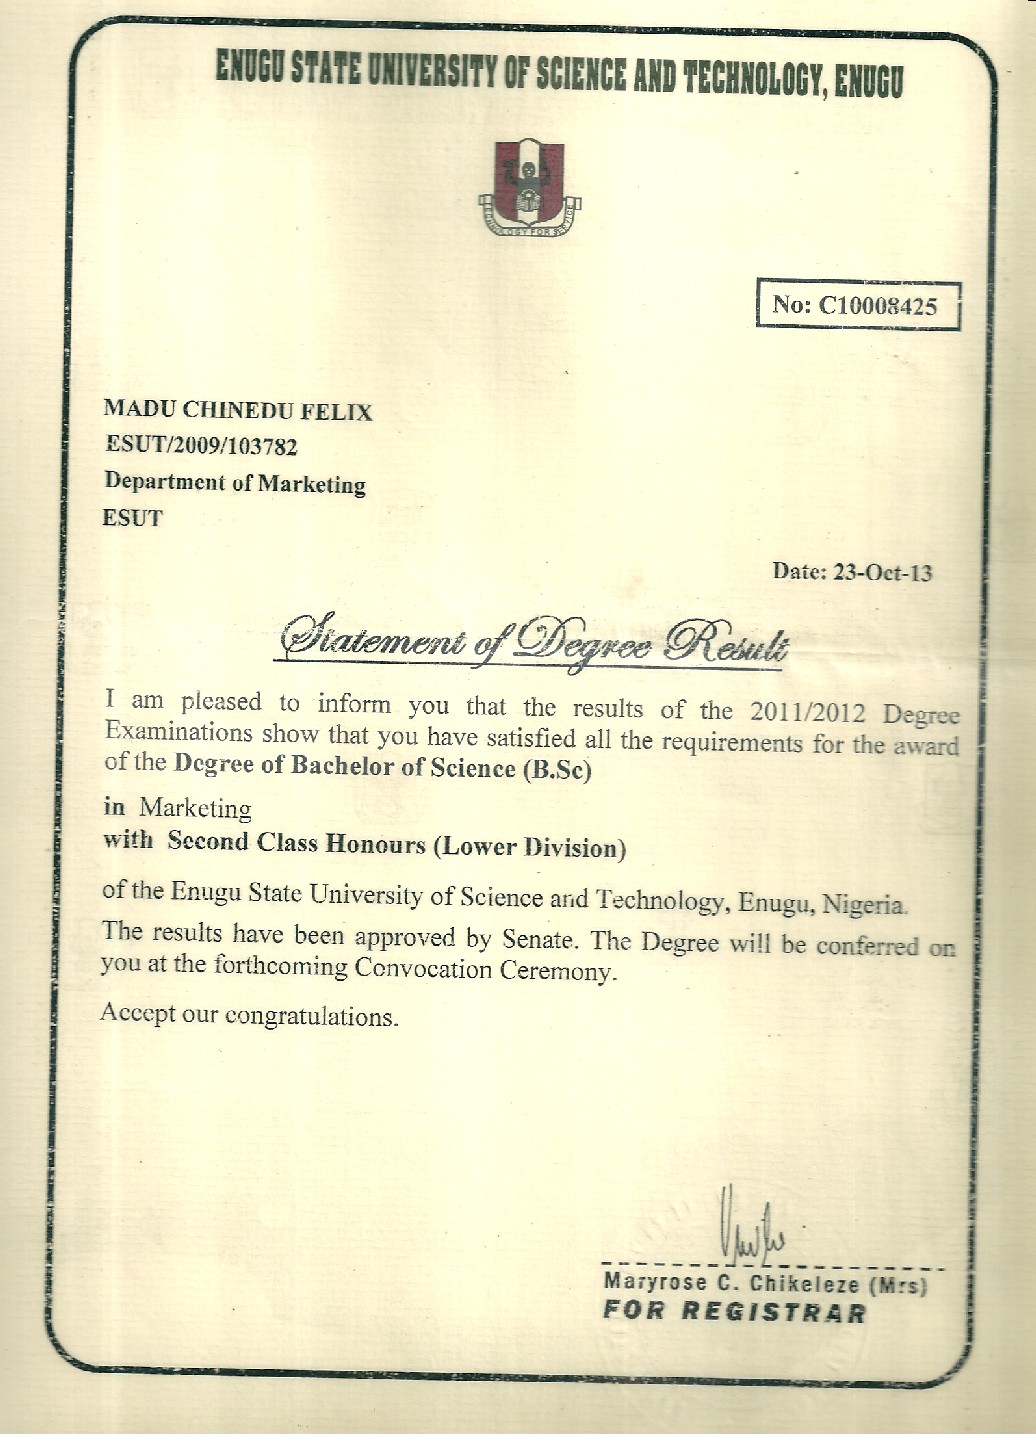 ENUGU STATE UNIVERSITY OF SCIENCE AND TECHNOLOGY, ENUGU
TECHNOLOGY FOR SERVICE
No: C10008425
MADU CHINEDU FELIX
ESUT/2009/103782
Department of Marketing
ESUT
Date: 23-Oct-13
Statement of Degree Result
I am pleased to inform you that the results of the 2011/2012 Degree
Examinations show that you have satisfied all the requirements for the award
of the Degree of Bachelor of Science (B.Sc)
in Marketing
with Second Class Honours (Lower Division)
of the Enugu State University of Science and Technology, Enugu, Nigeria.
The results have been approved by Senate. The Degree will be conferred on
you at the forthcoming Convocation Ceremony.
Accept our congratulations.
Maryrose C. Chikeleze (Mrs)
FOR REGISTRAR